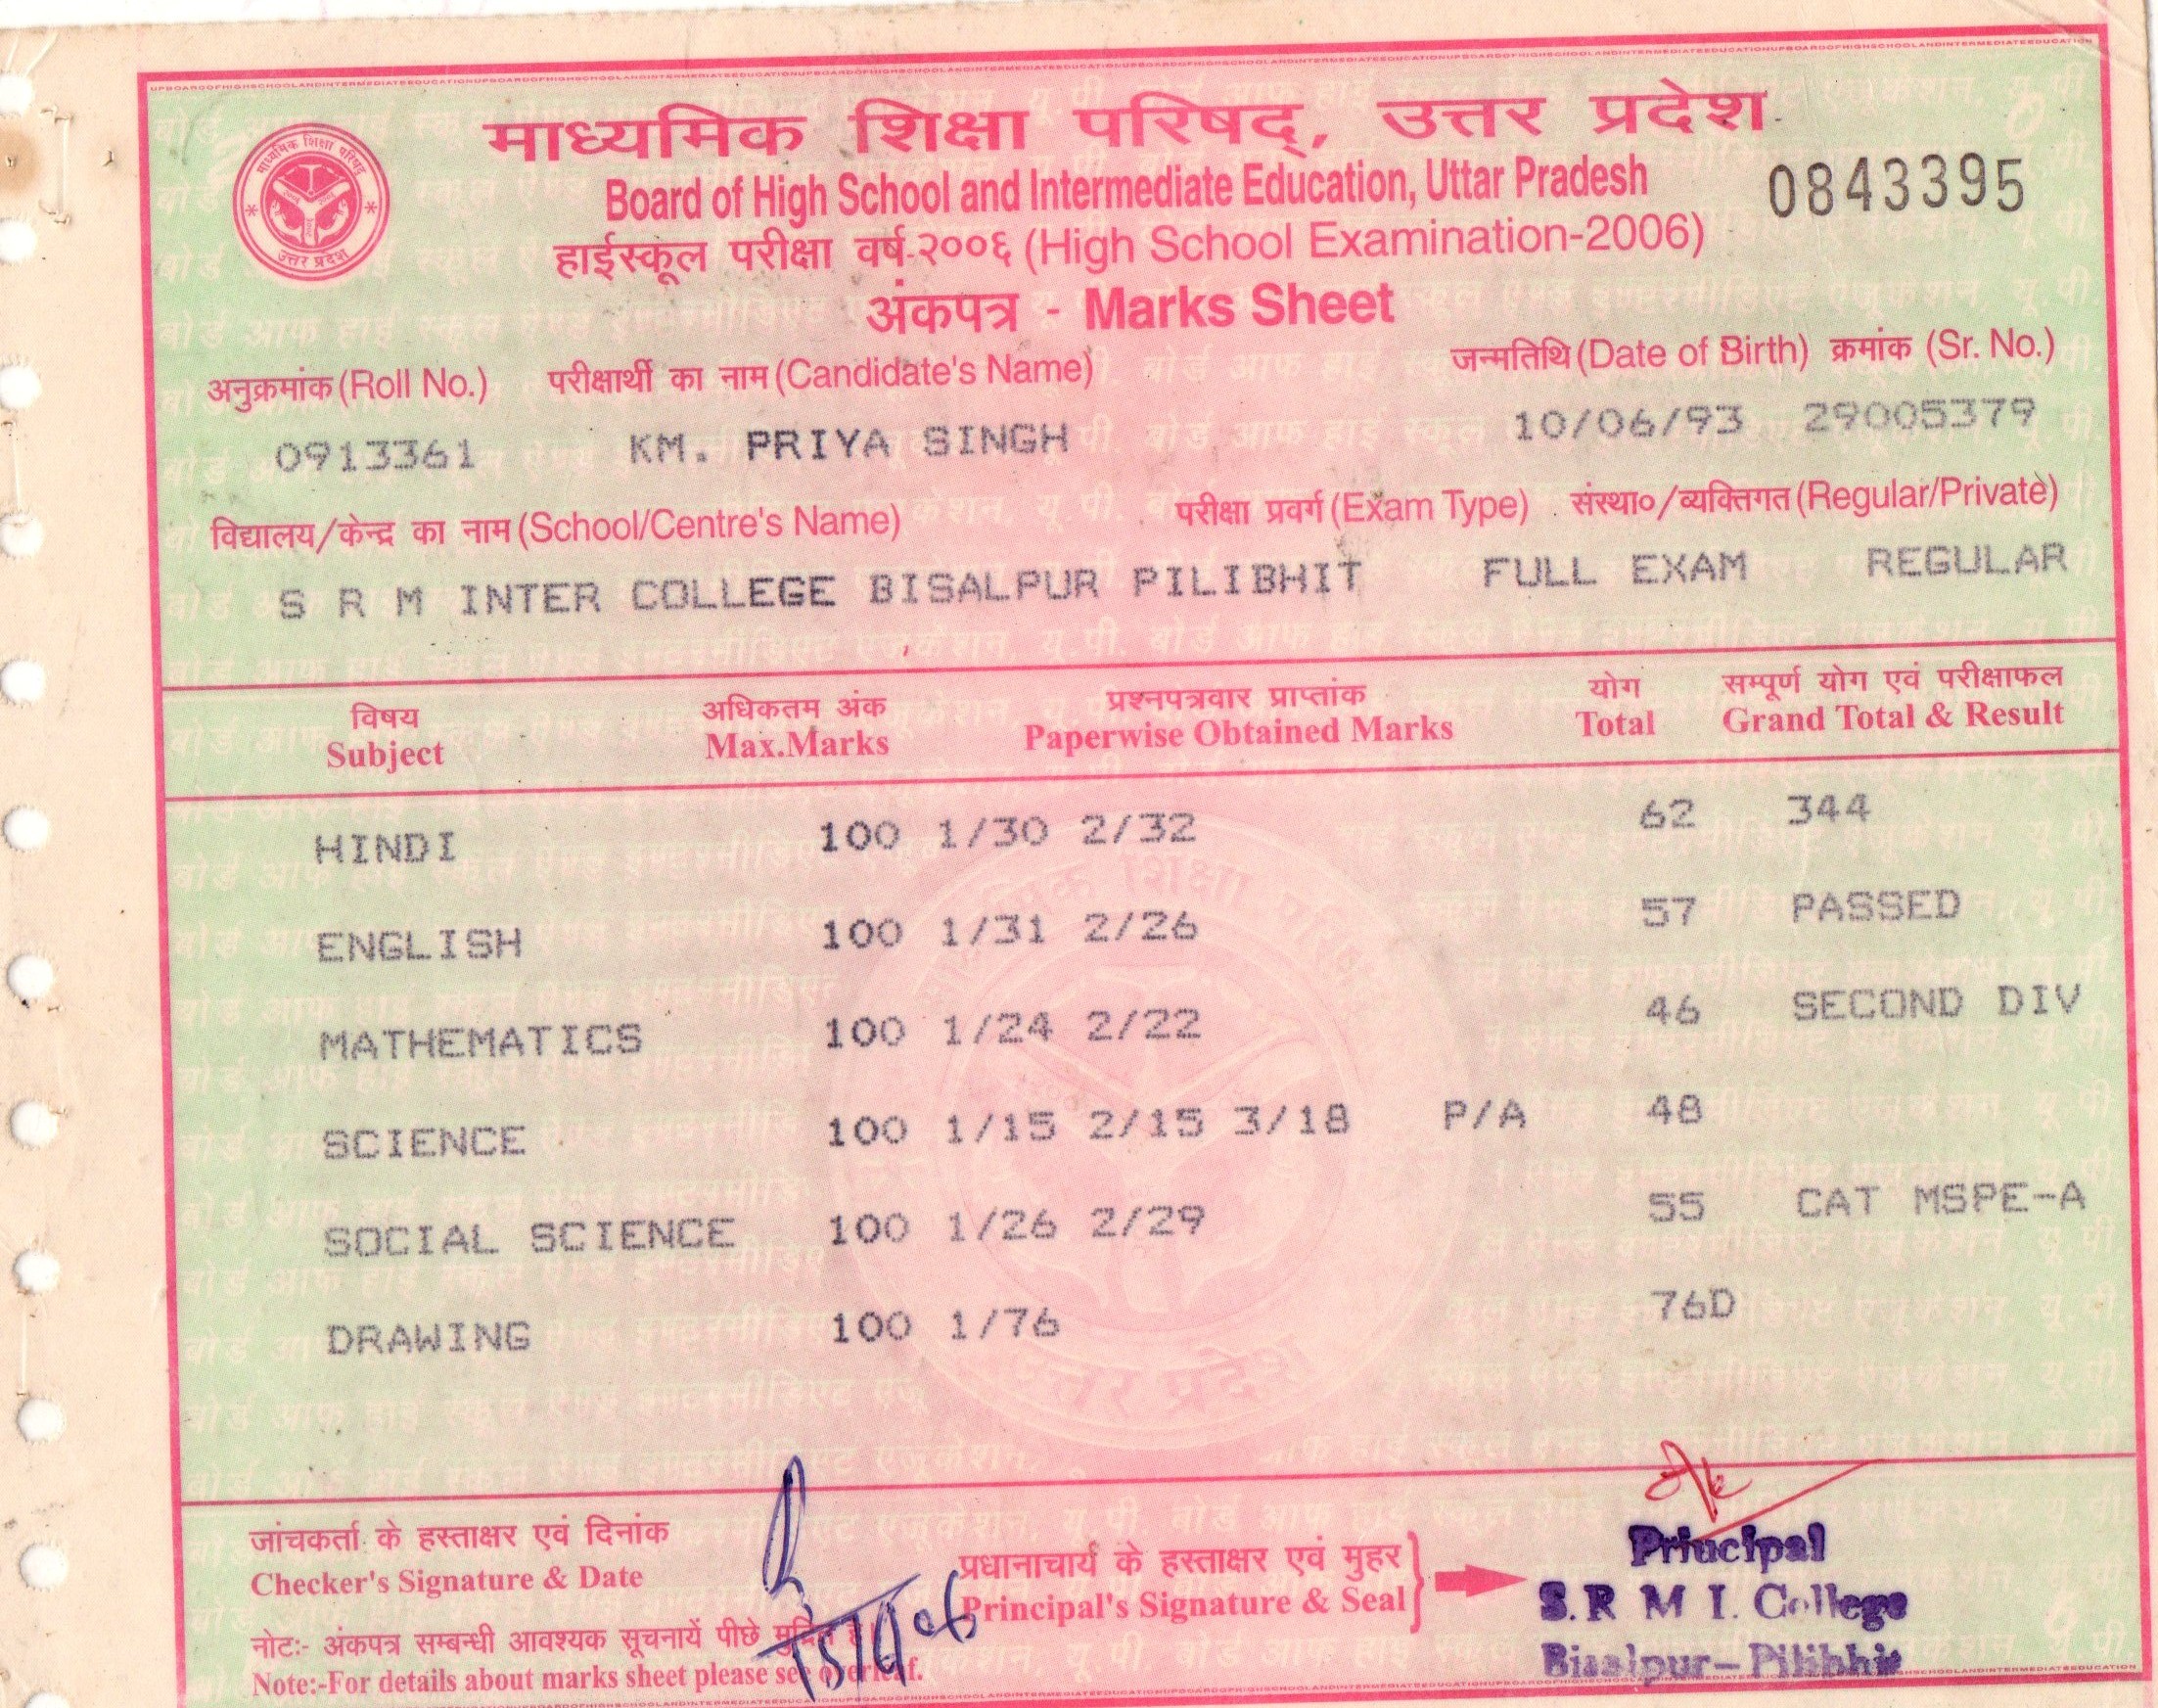 माध्यमिक शिक्षा परिषद्, उत्तर प्रदेश
Board of High School and Intermediate Education, Uttar Pradesh
0843395
हाईस्कूल परीक्षा वर्ष-२००६ (High School Examination-2006)
अंकपत्र - Marks Sheet
माध्यमिक शिक्षा परिषद्
उत्तर प्रदेश
अनुक्रमांक (Roll No.) परीक्षार्थी का नाम (Candidate's Name) जन्मतिथि (Date of Birth) क्रमांक (Sr. No.)
0913361 KM. PRIYA SINGH 10/06/93 29005379
विद्यालय/केन्द्र का नाम (School/Centre's Name) परीक्षा प्रवर्ग (Exam Type) संस्था०/व्यक्तिगत (Regular/Private)
S R M INTER COLLEGE BISALPUR PILIBHIT FULL EXAM REGULAR
विषय अधिकतम अंक प्रश्नपत्रवार प्राप्तांक योग सम्पूर्ण योग एवं परीक्षाफल
Subject Max.Marks Paperwise Obtained Marks Total Grand Total & Result
HINDI 100 1/30 2/32 62 344
ENGLISH 100 1/31 2/26 57 PASSED
MATHEMATICS 100 1/24 2/22 46 SECOND DIV
SCIENCE 100 1/15 2/15 3/18 P/A 48
SOCIAL SCIENCE 100 1/26 2/29 55 CAT MSPE-A
DRAWING 100 1/76 76D
जांचकर्ता के हस्ताक्षर एवं दिनांक
Checker's Signature & Date
प्रधानाचार्य के हस्ताक्षर एवं मुहर
Principal's Signature & Seal
Principal
S. R M I. College
Bisalpur-Pilibhit
नोट:- अंकपत्र सम्बन्धी आवश्यक सूचनायें पीछे मुद्रित है।
Note:-For details about marks sheet please see overleaf.